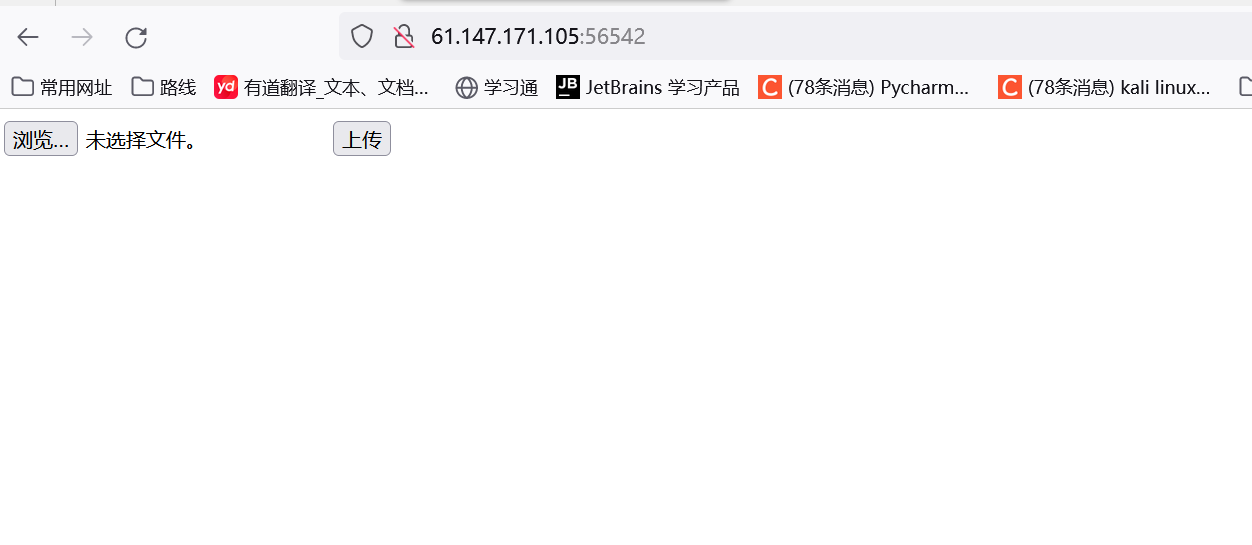 61.147.171.105:56542
常用网址 路线 yd 有道翻译_文本、文档... 学习通 JB JetBrains 学习产品 C (78条消息) Pycharm... C (78条消息) kali linux...
浏览... 未选择文件。 上传